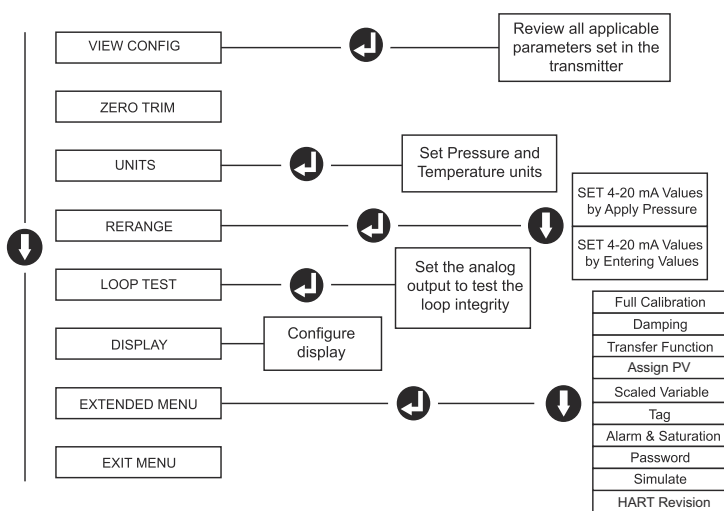 VIEW CONFIG
Review all applicable
parameters set in the
transmitter
ZERO TRIM
UNITS
Set Pressure and
Temperature units
RERANGE
SET 4-20 mA Values
by Apply Pressure
SET 4-20 mA Values
by Entering Values
LOOP TEST
Set the analog
output to test the
loop integrity
DISPLAY
Configure
display
EXTENDED MENU
Full Calibration
Damping
Transfer Function
Assign PV
Scaled Variable
Tag
Alarm & Saturation
Password
Simulate
HART Revision
EXIT MENU